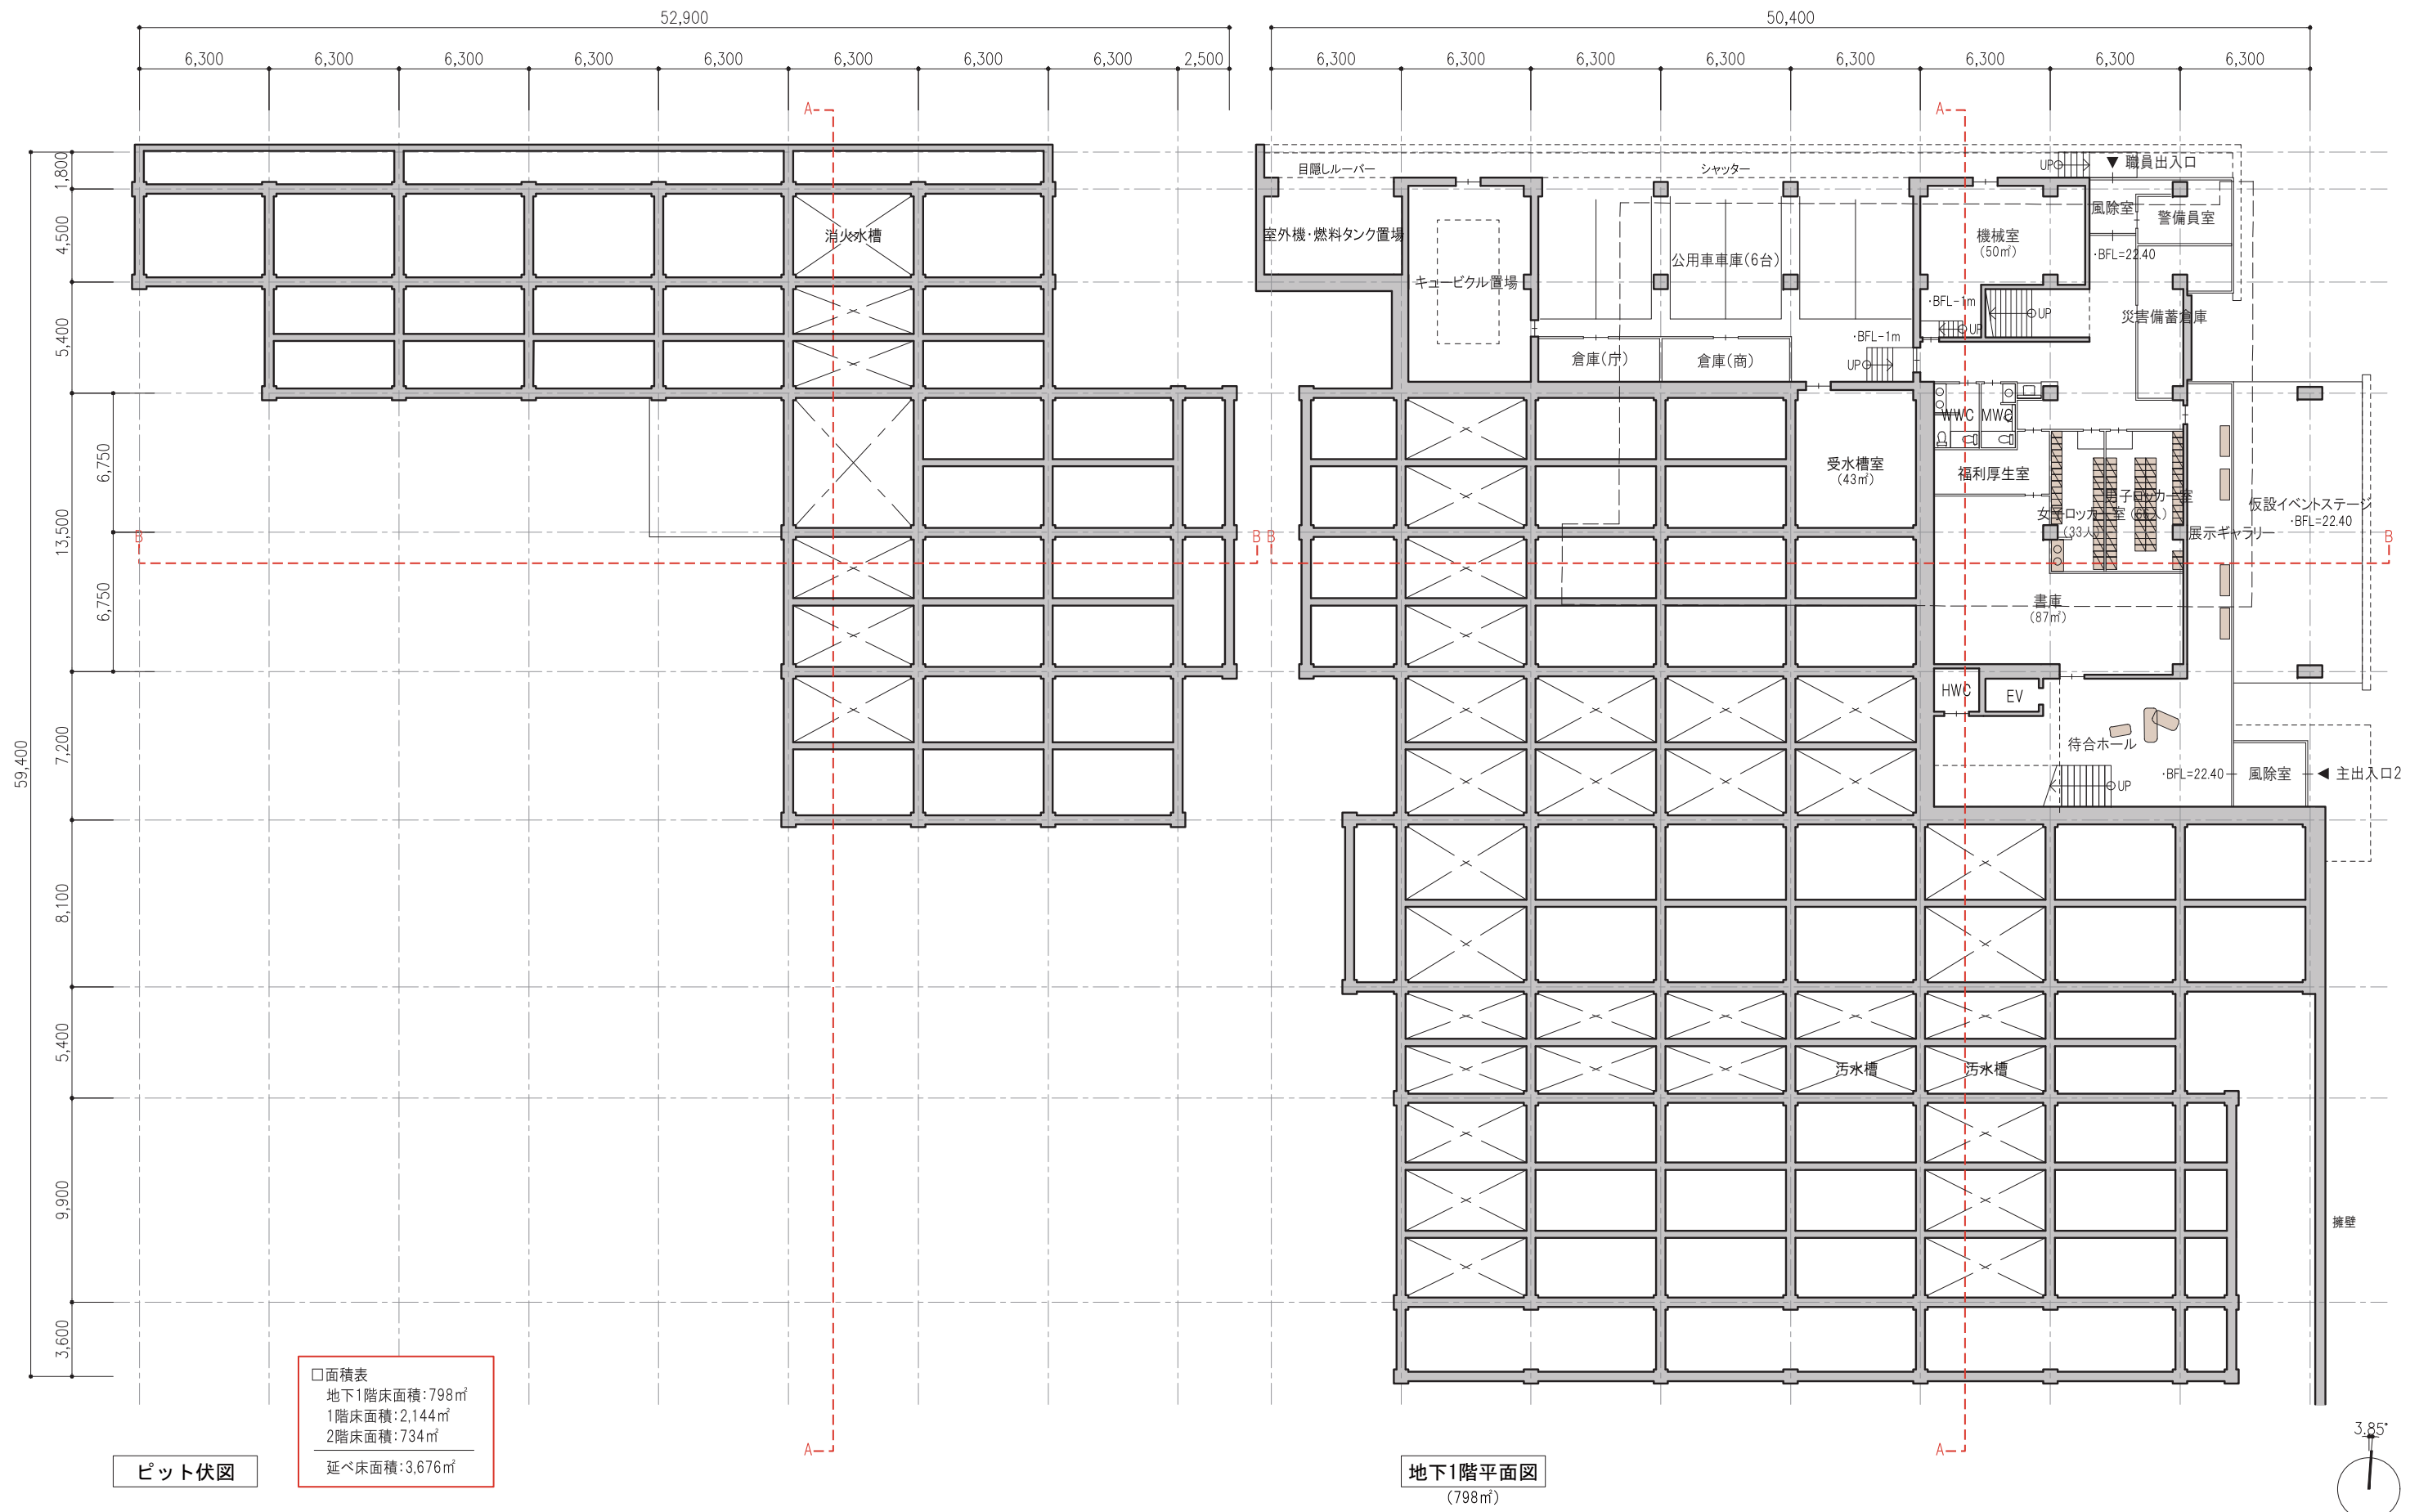 52,900
50,400
6,300 6,300 6,300 6,300 6,300 6,300 6,300 6,300 2,500
6,300 6,300 6,300 6,300 6,300 6,300 6,300 6,300
A
A
1,800
4,500
5,400
6,750
13,500
6,750
7,200
59,400
8,100
5,400
9,900
3,600
消火水槽
B
B
B
B
目隠しルーバー
シャッター
UP
▼ 職員出入口
風除室
警備員室
室外機・燃料タンク置場
機械室
(50㎡)
・BFL=22.40
公用車車庫(6台)
キュービクル置場
・BFL-1m
UP
UP
災害備蓄倉庫
・BFL-1m
倉庫(庁)
倉庫(商)
UP
WWC
MWC
受水槽室
(43㎡)
福利厚生室
男子ロッカー室
仮設イベントステージ
・BFL=22.40
(33人)
展示ギャラリー
書庫
(87㎡)
HWC
EV
待合ホール
・BFL=22.40
風除室
◀ 主出入口2
UP
汚水槽
汚水槽
擁壁
□面積表
地下1階床面積:798㎡
1階床面積:2,144㎡
2階床面積:734㎡
延べ床面積:3,676㎡
A
A
ピット伏図
地下1階平面図
(798㎡)
3.85°